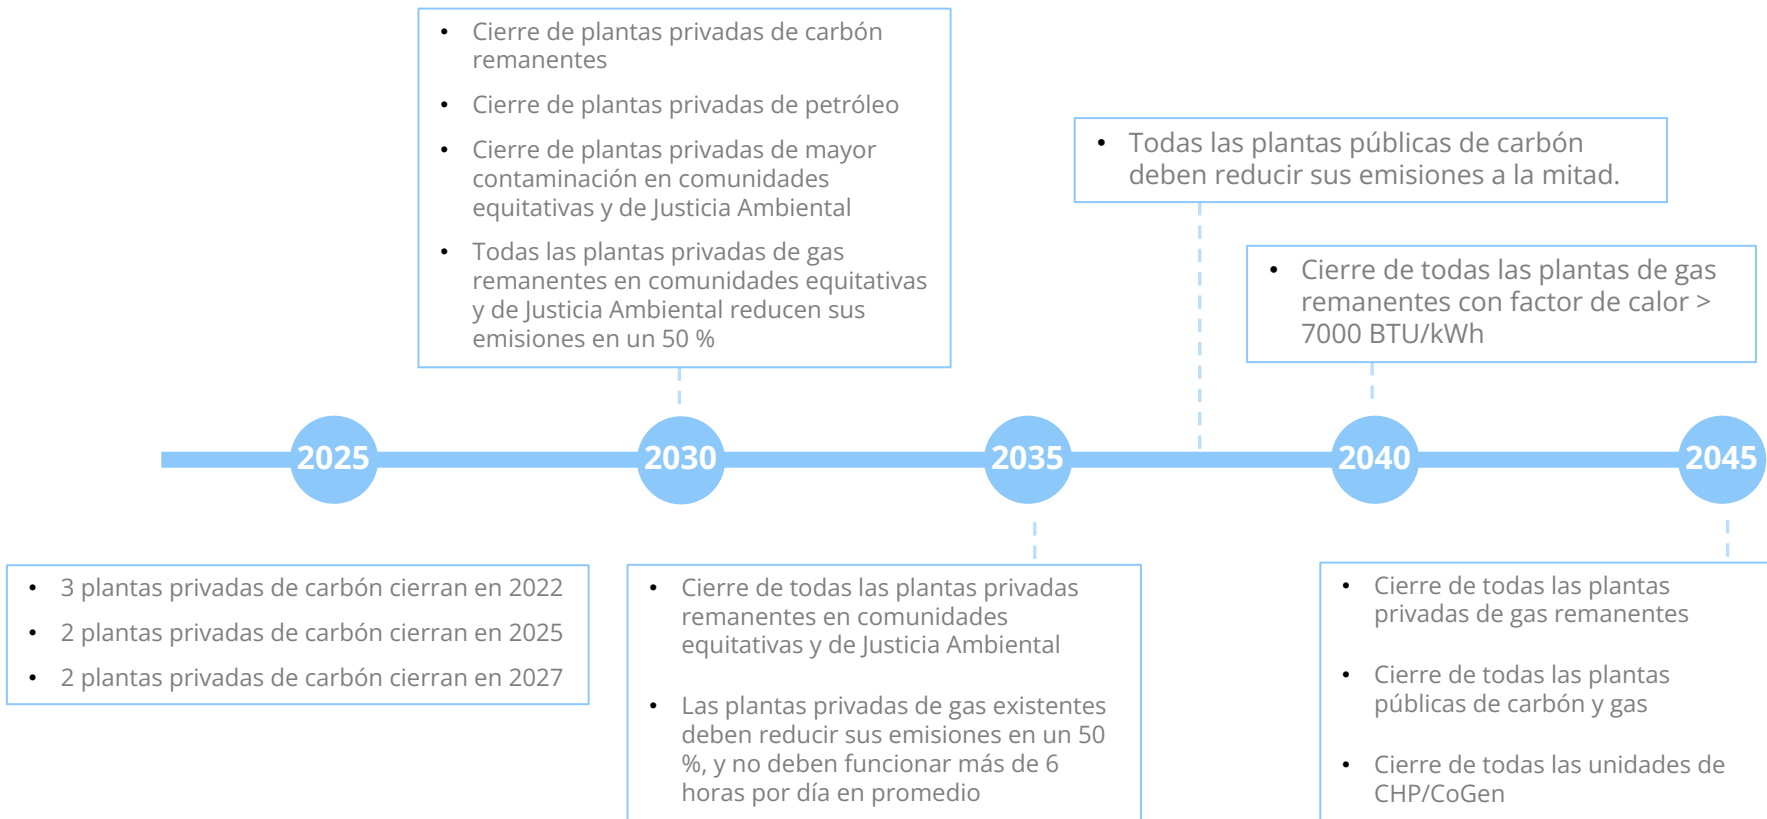 • Cierre de plantas privadas de carbón
remanentes
• Cierre de plantas privadas de petróleo
• Cierre de plantas privadas de mayor
contaminación en comunidades
equitativas y de Justicia Ambiental
• Todas las plantas privadas de gas
remanentes en comunidades equitativas
y de Justicia Ambiental reducen sus
emisiones en un 50 %
• Todas las plantas públicas de carbón
deben reducir sus emisiones a la mitad.
• Cierre de todas las plantas de gas
remanentes con factor de calor >
7000 BTU/kWh
2025
2030
2035
2040
2045
• 3 plantas privadas de carbón cierran en 2022
• 2 plantas privadas de carbón cierran en 2025
• 2 plantas privadas de carbón cierran en 2027
• Cierre de todas las plantas privadas
remanentes en comunidades
equitativas y de Justicia Ambiental
• Las plantas privadas de gas existentes
deben reducir sus emisiones en un 50
%, y no deben funcionar más de 6
horas por día en promedio
• Cierre de todas las plantas
privadas de gas remanentes
• Cierre de todas las plantas
públicas de carbón y gas
• Cierre de todas las unidades de
CHP/CoGen